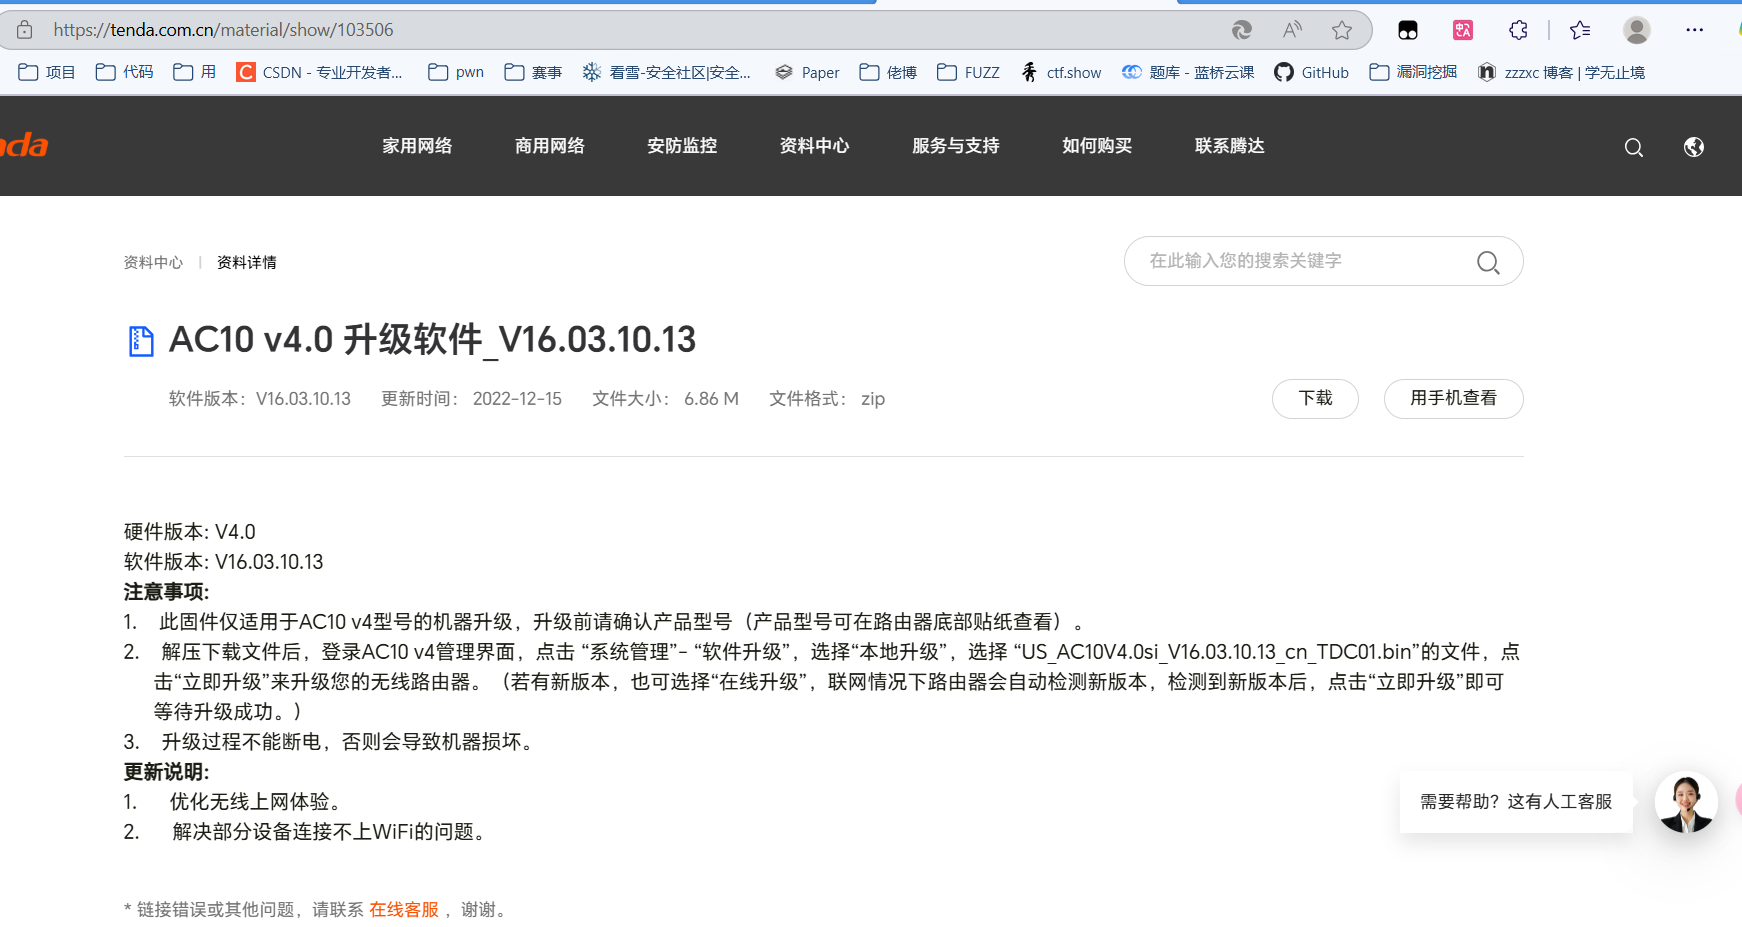 https://tenda.com.cn/material/show/103506
项目 代码 用 CSDN - 专业开发者... pwn 赛事 看雪-安全社区|安全... Paper 佬博 FUZZ ctf.show 题库 - 蓝桥云课 GitHub 漏洞挖掘 zzzxc 博客 | 学无止境
nda 家用网络 商用网络 安防监控 资料中心 服务与支持 如何购买 联系腾达
资料中心 | 资料详情 在此输入您的搜索关键字
AC10 v4.0 升级软件_V16.03.10.13
软件版本：V16.03.10.13 更新时间： 2022-12-15 文件大小： 6.86 M 文件格式： zip 下载 用手机查看
硬件版本: V4.0
软件版本: V16.03.10.13
注意事项:
1. 此固件仅适用于AC10 v4型号的机器升级，升级前请确认产品型号（产品型号可在路由器底部贴纸查看）。
2. 解压下载文件后，登录AC10 v4管理界面，点击 “系统管理”- “软件升级”，选择“本地升级”，选择 “US_AC10V4.0si_V16.03.10.13_cn_TDC01.bin”的文件，点
击“立即升级”来升级您的无线路由器。（若有新版本，也可选择“在线升级”，联网情况下路由器会自动检测新版本，检测到新版本后，点击“立即升级”即可
等待升级成功。）
3. 升级过程不能断电，否则会导致机器损坏。
更新说明:
1. 优化无线上网体验。
2. 解决部分设备连接不上WiFi的问题。
需要帮助？这有人工客服
* 链接错误或其他问题，请联系 在线客服 ，谢谢。